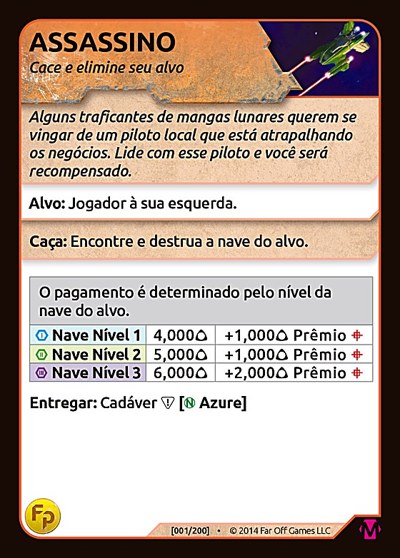 ASSASSINO
Cace e elimine seu alvo
Alguns traficantes de mangas lunares querem se
vingar de um piloto local que está atrapalhando
os negócios. Lide com esse piloto e você será
recompensado.
Alvo: Jogador à sua esquerda.
Caça: Encontre e destrua a nave do alvo.
O pagamento é determinado pelo nível da
nave do alvo.
I Nave Nível 1 4,000 +1,000 Prêmio
II Nave Nível 2 5,000 +1,000 Prêmio
III Nave Nível 3 6,000 +2,000 Prêmio
Entregar: Cadáver [N Azure]
FP
[001/200] • © 2014 Far Off Games LLC